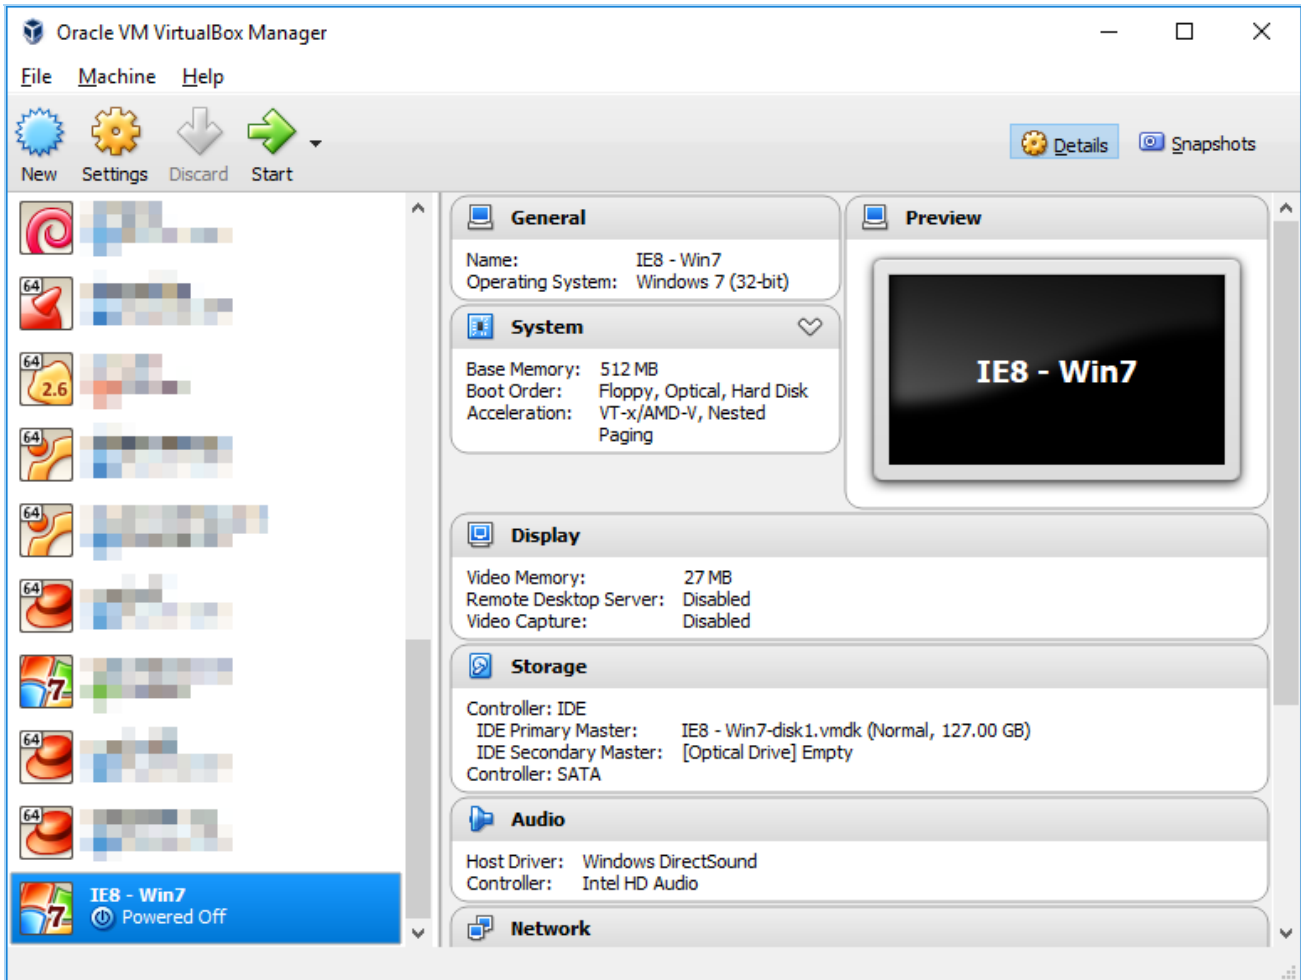 Oracle VM VirtualBox Manager
File Machine Help
New Settings Discard Start
Details Snapshots
64
64
2.6
64
64
64
7
64
64
7
IE8 - Win7
Powered Off
General
Name: IE8 - Win7
Operating System: Windows 7 (32-bit)
System
Base Memory: 512 MB
Boot Order: Floppy, Optical, Hard Disk
Acceleration: VT-x/AMD-V, Nested
Paging
Preview
IE8 - Win7
Display
Video Memory: 27 MB
Remote Desktop Server: Disabled
Video Capture: Disabled
Storage
Controller: IDE
IDE Primary Master: IE8 - Win7-disk1.vmdk (Normal, 127.00 GB)
IDE Secondary Master: [Optical Drive] Empty
Controller: SATA
Audio
Host Driver: Windows DirectSound
Controller: Intel HD Audio
Network